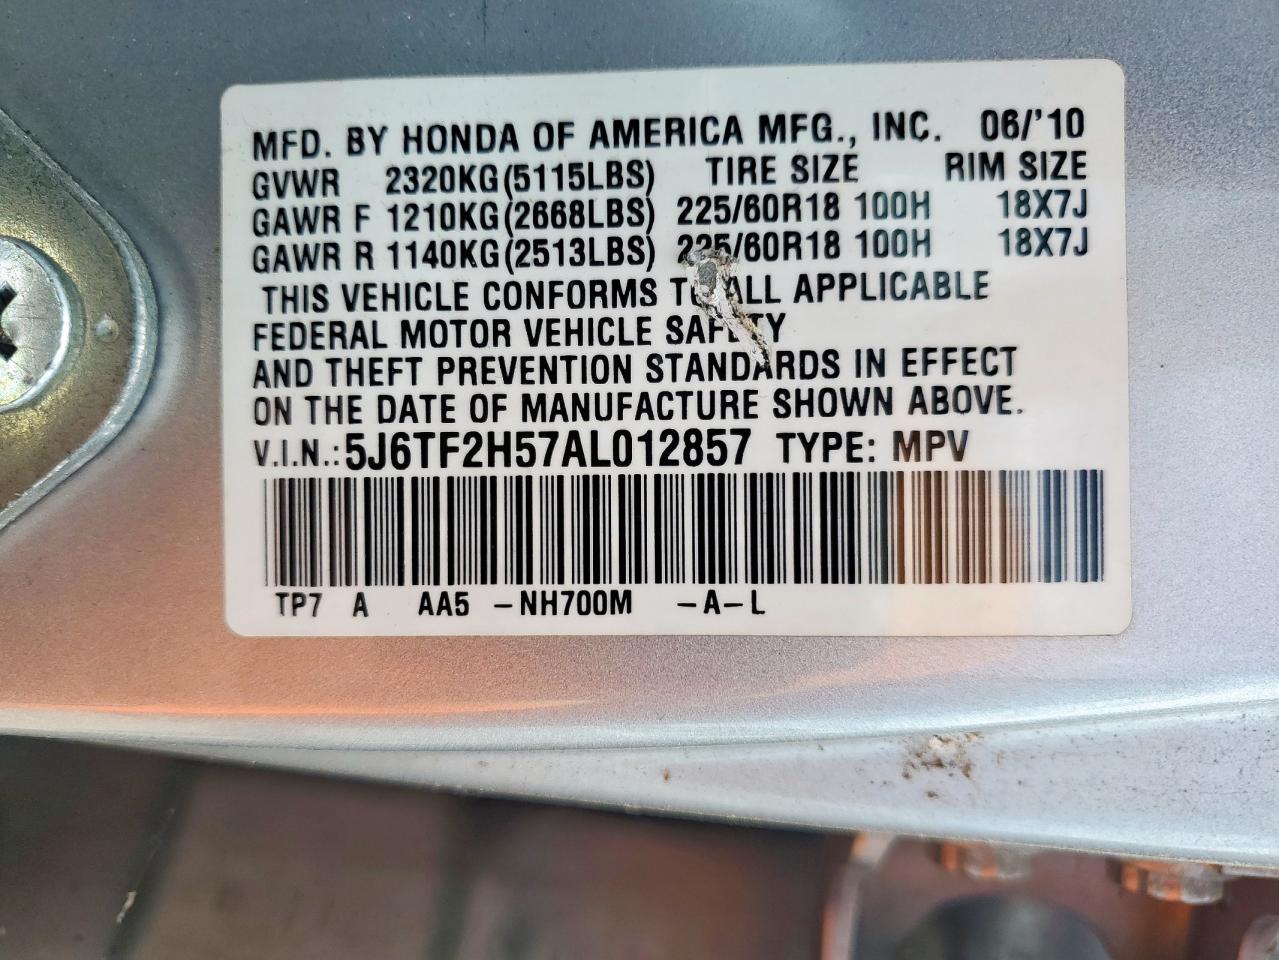 MFD. BY HONDA OF AMERICA MFG., INC. 06/'10
GVWR 2320KG(5115LBS) TIRE SIZE RIM SIZE
GAWR F 1210KG(2668LBS) 225/60R18 100H 18X7J
GAWR R 1140KG(2513LBS) 225/60R18 100H 18X7J
THIS VEHICLE CONFORMS TO ALL APPLICABLE
FEDERAL MOTOR VEHICLE SAFETY
AND THEFT PREVENTION STANDARDS IN EFFECT
ON THE DATE OF MANUFACTURE SHOWN ABOVE.
V.I.N.:5J6TF2H57AL012857 TYPE: MPV
TP7 A AA5 -NH700M -A-L